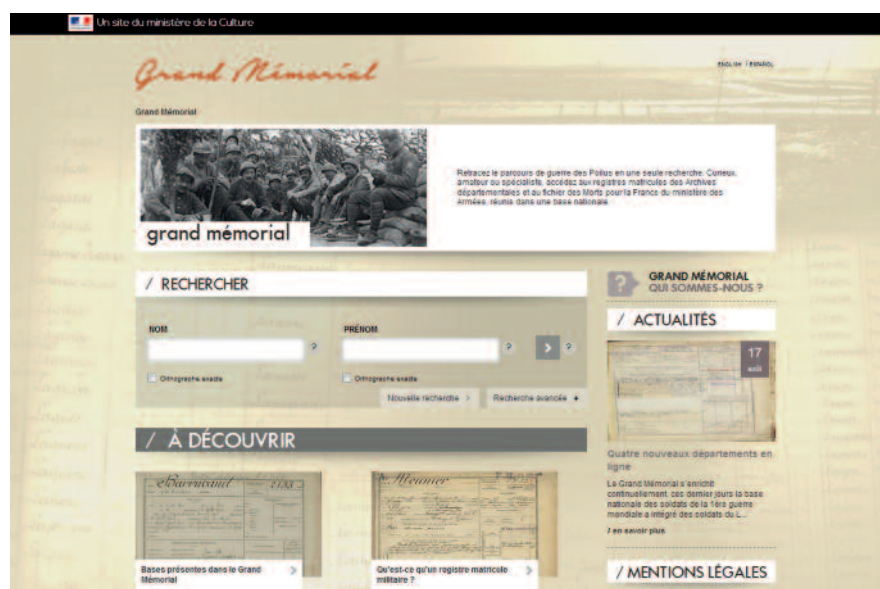 Un site du ministère de la Culture
Grand Mémorial
ENGLISH | ESPAÑOL
Grand Mémorial
Retracez le parcours de guerre des Poilus en une seule recherche. Curieux,
amateur ou spécialiste, accédez aux registres matricules des Archives
départementales et au fichier des Morts pour la France du ministère des
Armées, réunis dans une base nationale.
grand mémorial
/ RECHERCHER
NOM
PRÉNOM
?
?
?
Orthographe exacte
Orthographe exacte
Nouvelle recherche >
Recherche avancée +
/ À DÉCOUVRIR
Barruraud
Meunier
Bases présentes dans le Grand
Mémorial
Qu'est-ce qu'un registre matricule
militaire ?
? GRAND MÉMORIAL
QUI SOMMES-NOUS ?
/ ACTUALITÉS
17
août
Quatre nouveaux départements en
ligne
Le Grand Mémorial s'enrichit
continuellement, ces dernier jours la base
nationale des soldats de la 1ère guerre
mondiale a intégré des soldats du L...
/ en savoir plus
/ MENTIONS LÉGALES